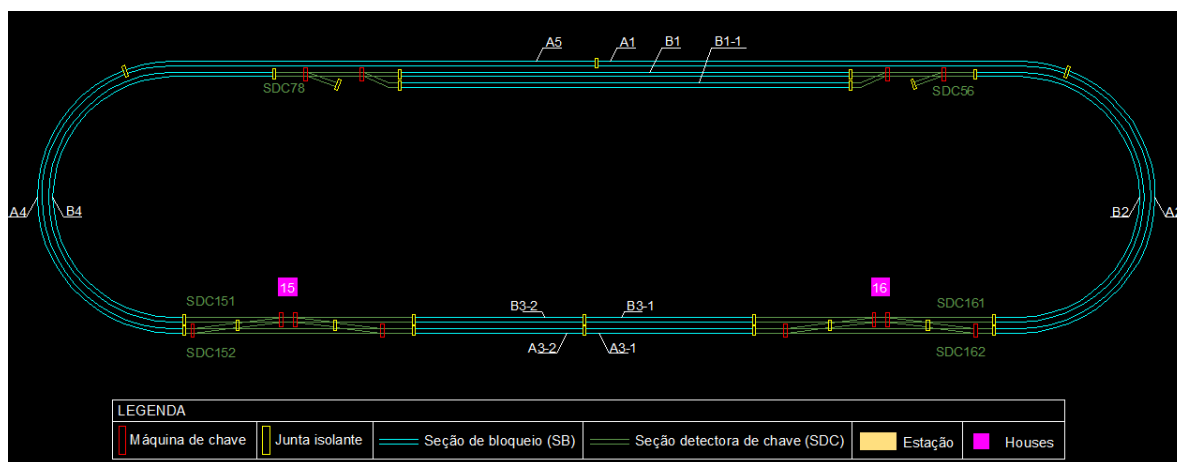 A5 A1 B1 B1-1
SDC78 SDC56
A4 B4 B2 A2
15 16
SDC151 B3-2 B3-1 SDC161
SDC152 A3-2 A3-1 SDC162
LEGENDA
Máquina de chave Junta isolante Seção de bloqueio (SB) Seção detectora de chave (SDC) Estação Houses